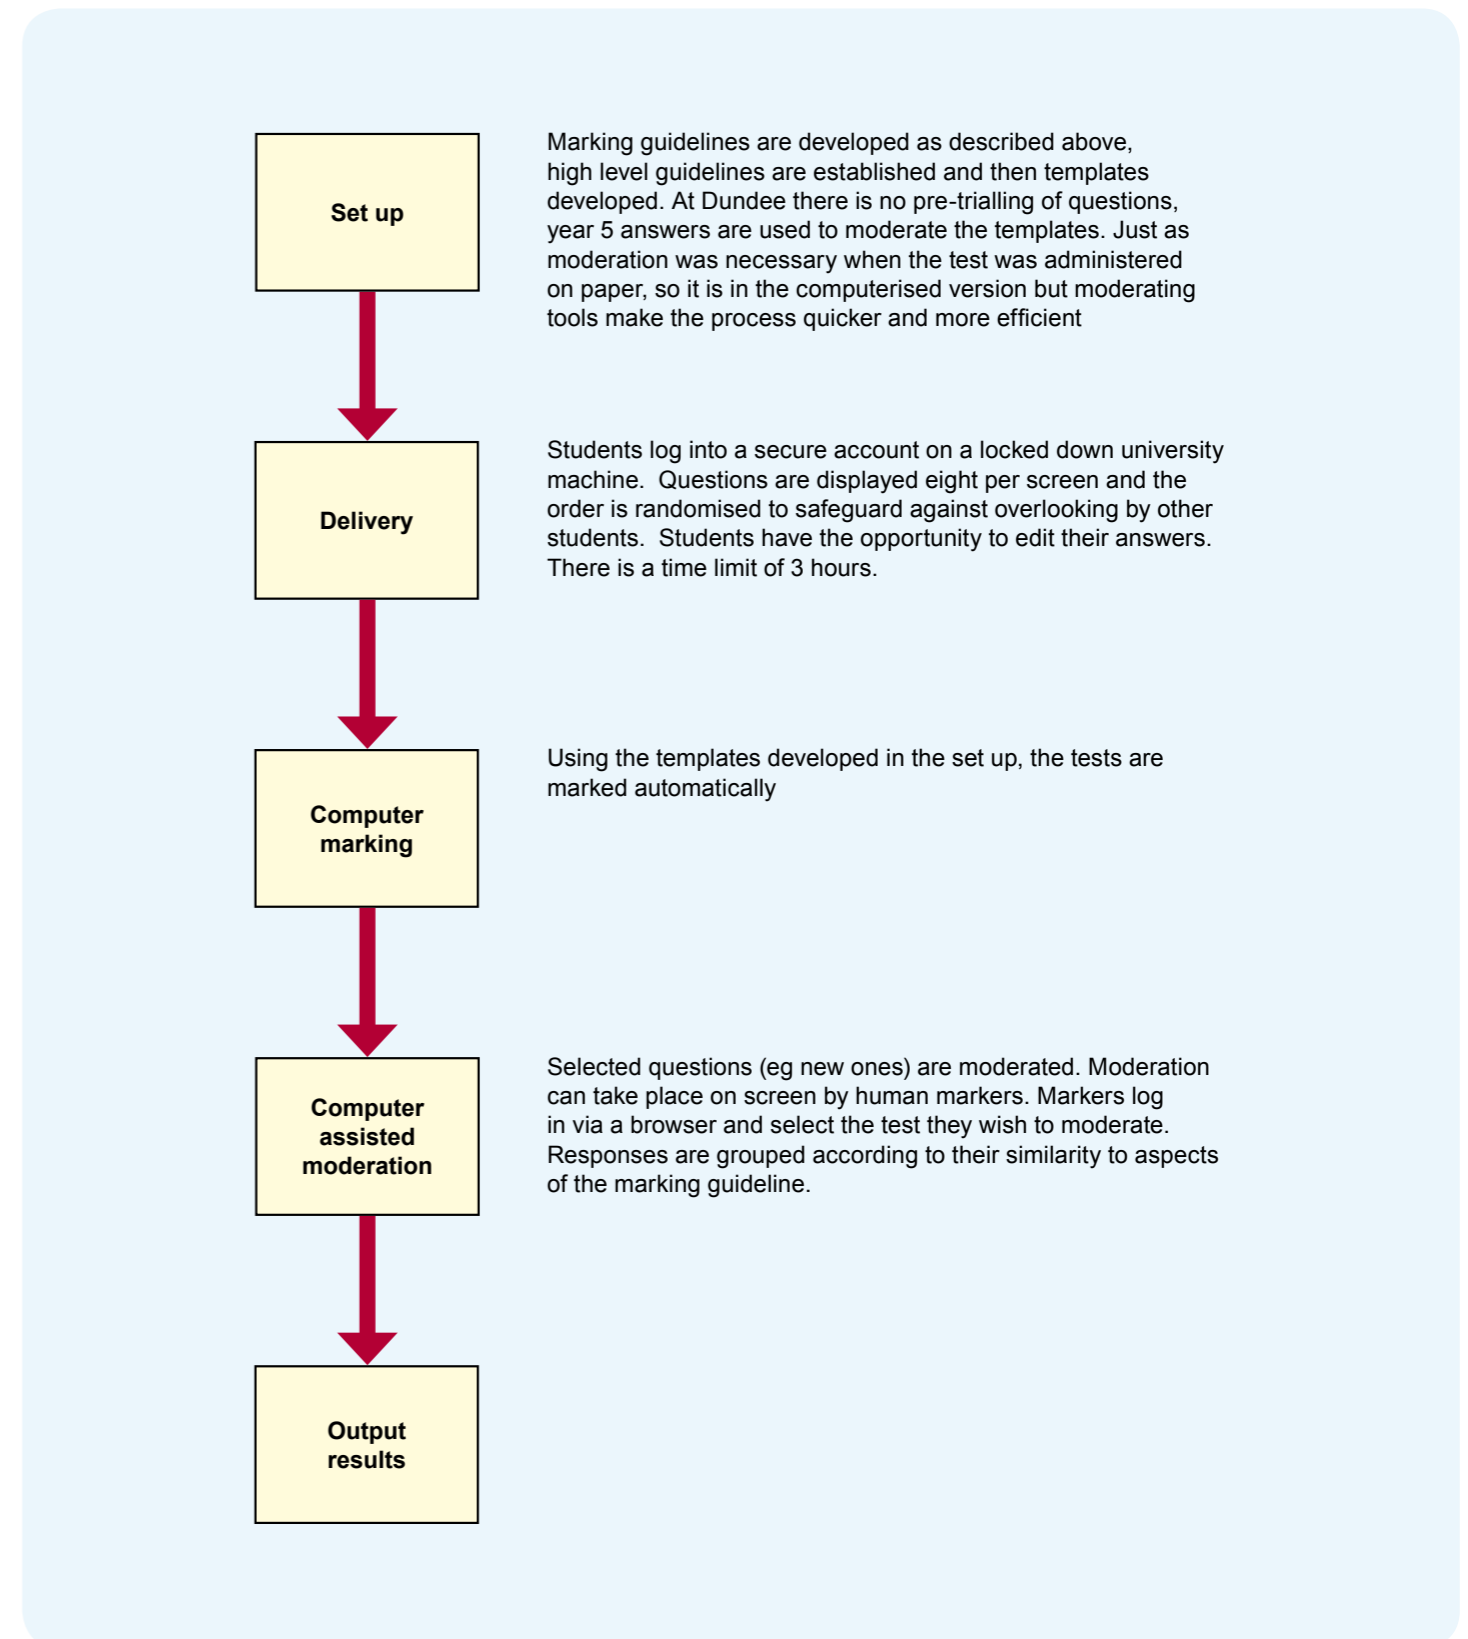 Set up
Marking guidelines are developed as described above,
high level guidelines are established and then templates
developed. At Dundee there is no pre-trialling of questions,
year 5 answers are used to moderate the templates. Just as
moderation was necessary when the test was administered
on paper, so it is in the computerised version but moderating
tools make the process quicker and more efficient
Delivery
Students log into a secure account on a locked down university
machine.  Questions are displayed eight per screen and the
order is randomised to safeguard against overlooking by other
students.  Students have the opportunity to edit their answers.
There is a time limit of 3 hours.
Computer
marking
Using the templates developed in the set up, the tests are
marked automatically
Computer
assisted
moderation
Selected questions (eg new ones) are moderated. Moderation
can take place on screen by human markers. Markers log
in via a browser and select the test they wish to moderate.
Responses are grouped according to their similarity to aspects
of the marking guideline.
Output
results